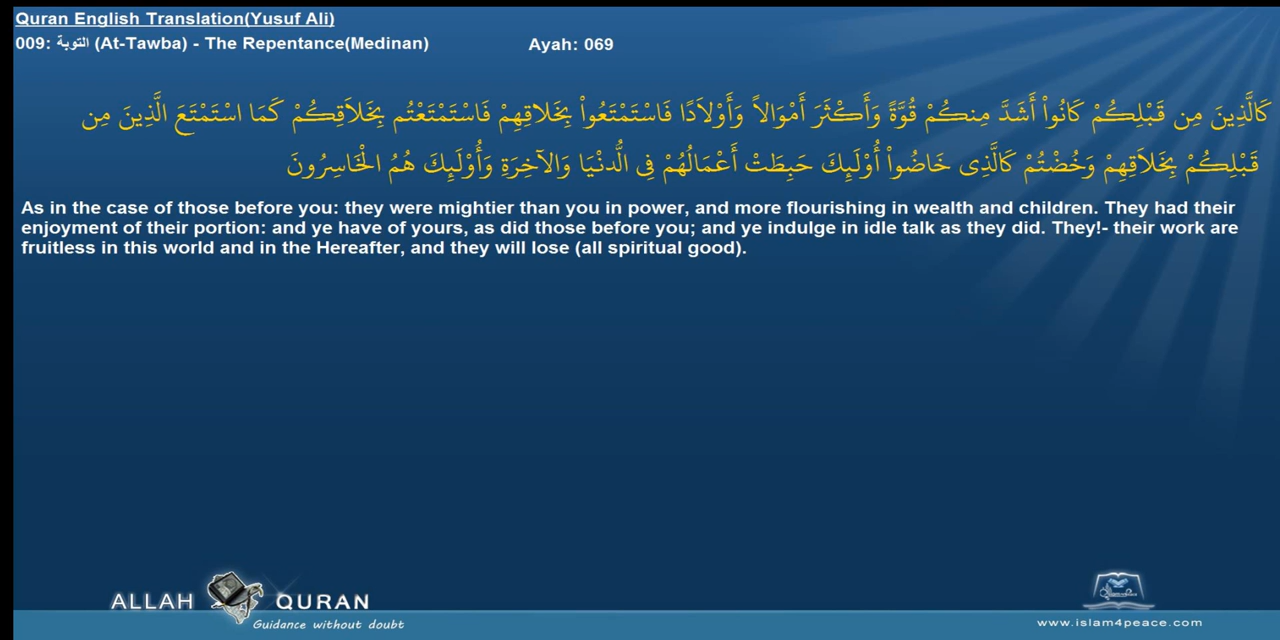 Quran English Translation(Yusuf Ali)
009: التوبة (At-Tawba) - The Repentance(Medinan) Ayah: 069
كَالَّذِينَ مِن قَبْلِكُمْ كَانُواْ أَشَدَّ مِنكُمْ قُوَّةً وَأَكْثَرَ أَمْوَالاً وَأَوْلاَدًا فَاسْتَمْتَعُواْ بِخَلاقِهِمْ فَاسْتَمْتَعْتُم بِخَلاَقِكُمْ كَمَا اسْتَمْتَعَ الَّذِينَ مِن
قَبْلِكُمْ بِخَلاَقِهِمْ وَخُضْتُمْ كَالَّذِى خَاضُواْ أُوْلَئِكَ حَبِطَتْ أَعْمَالُهُمْ فِى الُّدنْيَا وَالآخِرَةِ وَأُوْلَئِكَ هُمُ الْخَاسِرُونَ
As in the case of those before you: they were mightier than you in power, and more flourishing in wealth and children. They had their
enjoyment of their portion: and ye have of yours, as did those before you; and ye indulge in idle talk as they did. They!- their work are
fruitless in this world and in the Hereafter, and they will lose (all spiritual good).
ALLAH QURAN
Guidance without doubt
www.islam4peace.com